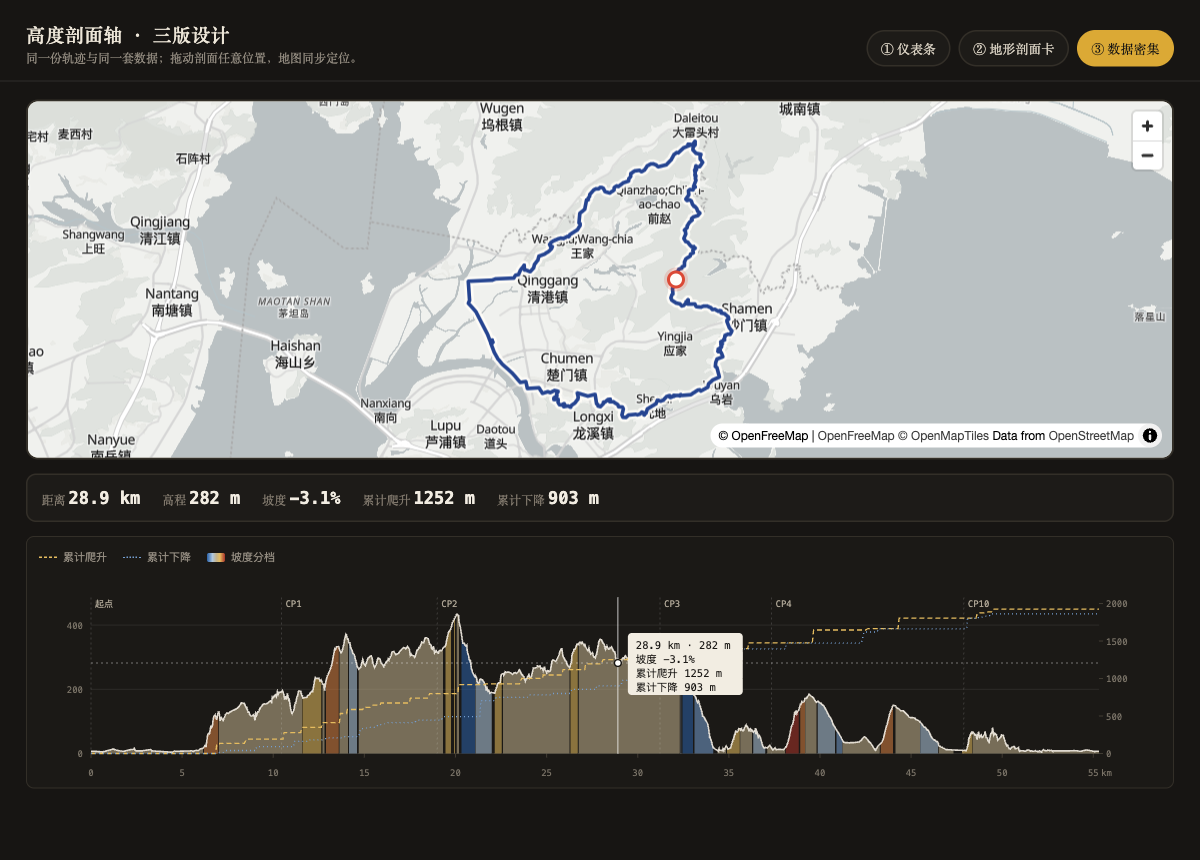 高度剖面轴 · 三版设计
同一份轨迹与同一套数据；拖动剖面任意位置，地图同步定位。
① 仪表条
② 地形剖面卡
③ 数据密集
宅村
麦西村
石阵村
Wugen
坞根镇
Daleitou
大雷头村
城南镇
Qingjiang
清江镇
Shangwang
上旺
ao-chao
前赵
王家
Qinggang
清港镇
Nantang
南塘镇
MAOTAN SHAN
茅坦岛
Shamen
沙门镇
落星山
Haishan
海山乡
Yingjia
应家
ao
镇
Chumen
楚门镇
乌岩
Nanxiang
南向
Longxi
龙溪镇
Lupu
芦浦镇
Daotou
道头
Nanyue
南岳镇
+
−
© OpenFreeMap | OpenFreeMap © OpenMapTiles Data from OpenStreetMap
距离 28.9 km 高程 282 m 坡度 −3.1% 累计爬升 1252 m 累计下降 903 m
累计爬升 累计下降 坡度分档
起点 CP1 CP2 CP3 CP4 CP10
400
200
0
2000
1500
1000
500
0
28.9 km · 282 m
坡度 −3.1%
累计爬升 1252 m
累计下降 903 m
0 5 10 15 20 25 30 35 40 45 50 55 km